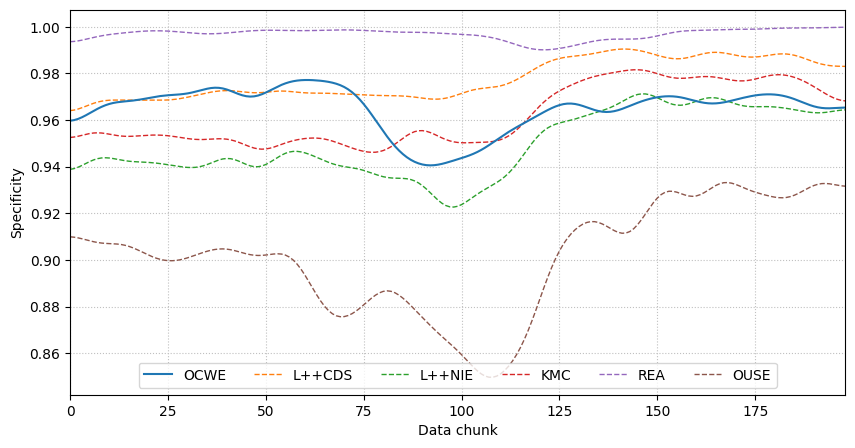 1.00
0.98
0.96
0.94
0.92
0.90
0.88
0.86
Specificity
OCWE L++CDS L++NIE KMC REA OUSE
0 25 50 75 100 125 150 175
Data chunk